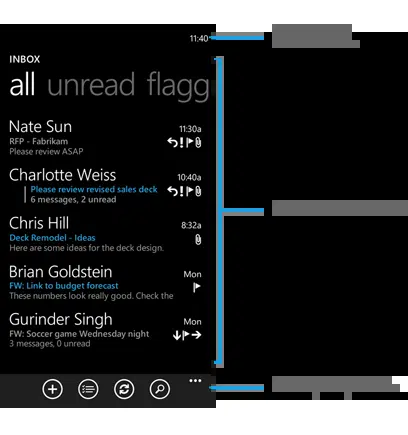 11:40
INBOX
all unread flagg
Nate Sun 11:30a
RFP - Fabrikam
Please review ASAP
Charlotte Weiss 10:40a
Please review revised sales deck
6 messages, 2 unread
Chris Hill 8:32a
Deck Remodel - Ideas
Here are some ideas for the deck design.
Brian Goldstein Mon
FW: Link to budget forecast
These numbers look really good. Check the
Gurinder Singh Mon
FW: Soccer game Wednesday night
3 messages, 0 unread